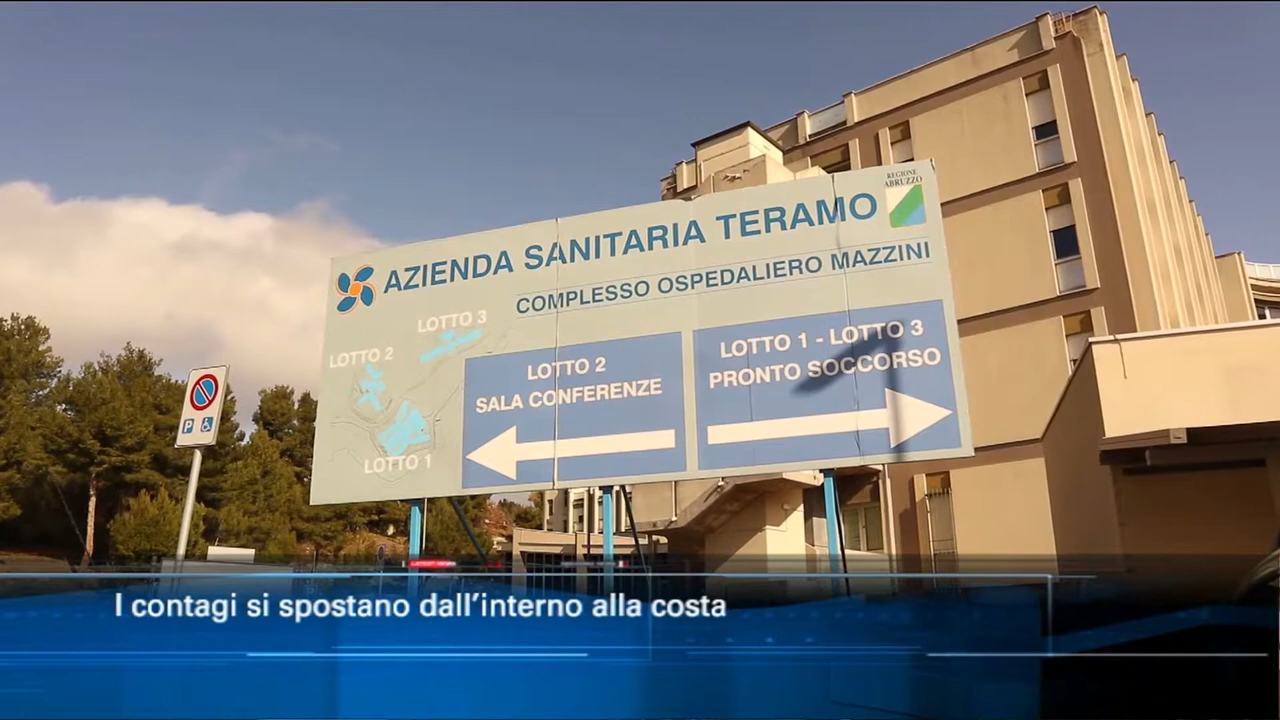 REGIONE
ABRUZZO
AZIENDA SANITARIA TERAMO
COMPLESSO OSPEDALIERO MAZZINI
LOTTO 3
LOTTO 2
LOTTO 1
LOTTO 2
SALA CONFERENZE
LOTTO 1 - LOTTO 3
PRONTO SOCCORSO
P
I contagi si spostano dall'interno alla costa